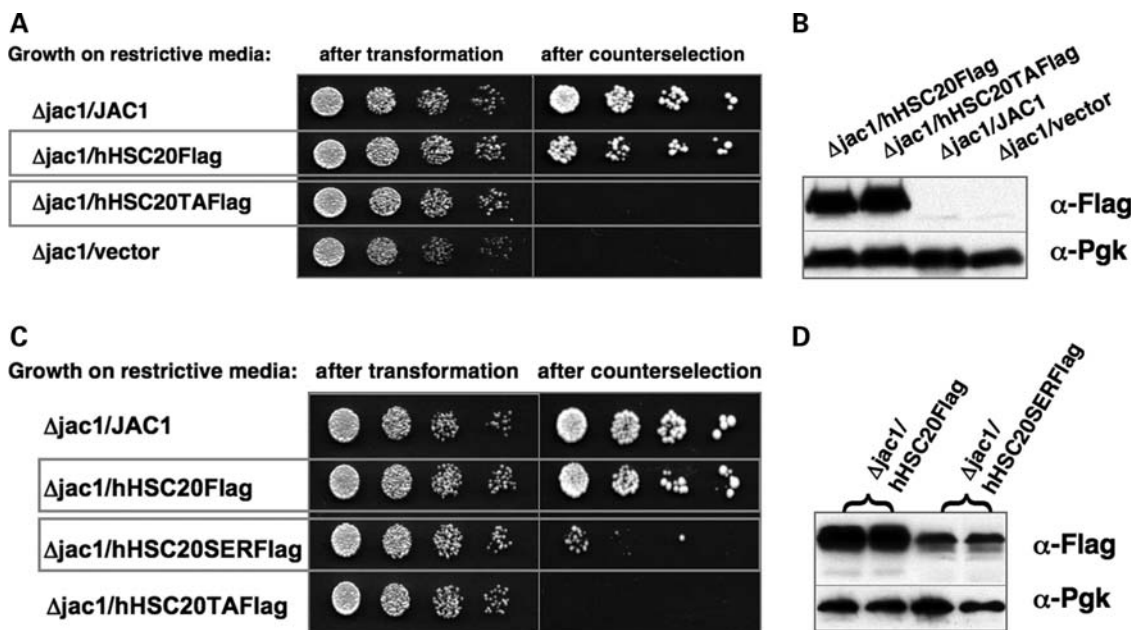 A
Growth on restrictive media: after transformation after counterselection
Δjac1/JAC1
Δjac1/hHSC20Flag
Δjac1/hHSC20TAFlag
Δjac1/vector
B
Δjac1/hHSC20Flag
Δjac1/hHSC20TAFlag
Δjac1/JAC1
Δjac1/vector
α-Flag
α-Pgk
C
Growth on restrictive media: after transformation after counterselection
Δjac1/JAC1
Δjac1/hHSC20Flag
Δjac1/hHSC20SERFlag
Δjac1/hHSC20TAFlag
D
Δjac1/
hHSC20Flag
Δjac1/
hHSC20SERFlag
α-Flag
α-Pgk